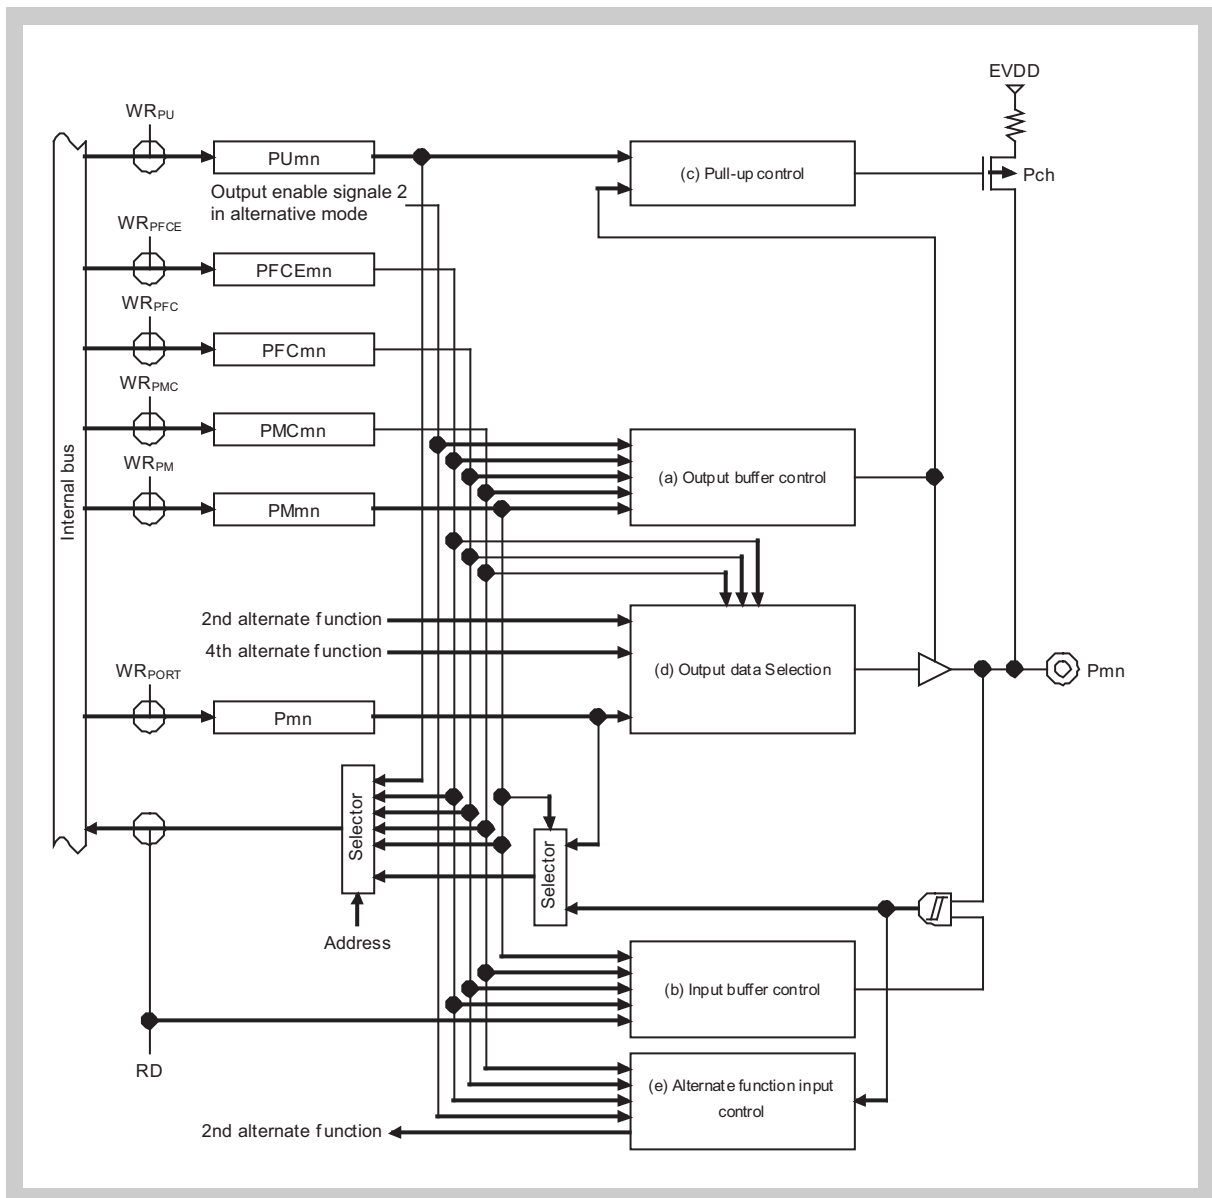 EVDD
WRPU
PUmn
(c) Pull-up control
Pch
Output enable signale 2
in alternative mode
WRPFCE
PFCEmn
WRPFC
PFCmn
WRPMC
PMCmn
Internal bus
WRPM
(a) Output buffer control
PMmn
2nd alternate function
4th alternate function
(d) Output data Selection
WRPORT
Pmn
Pmn
Selector
Selector
Address
(b) Input buffer control
RD
(e) Alternate function input
control
2nd alternate function